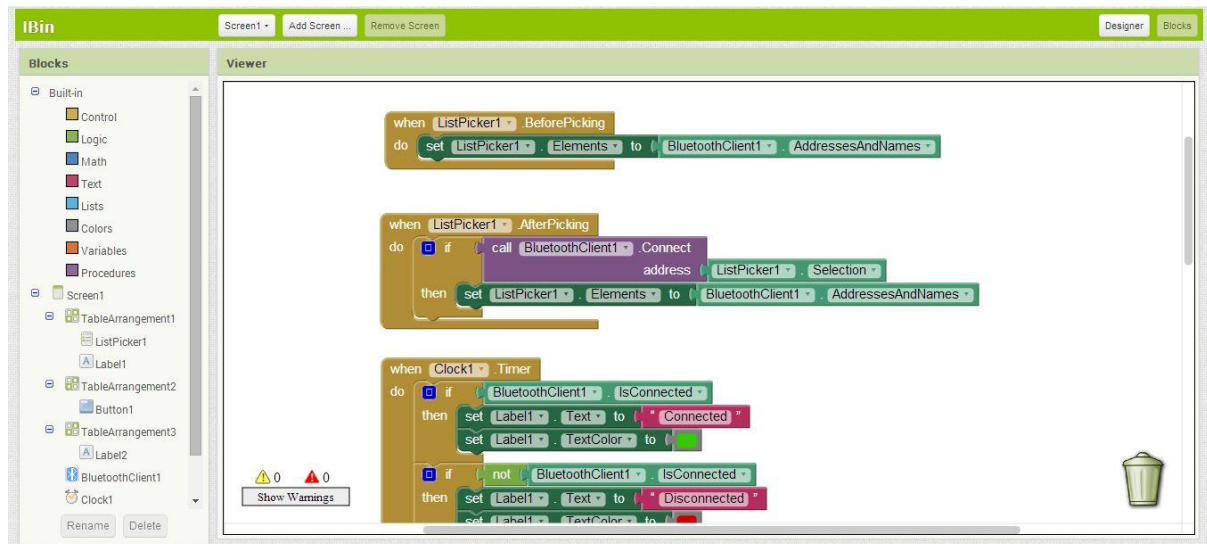 IBin
Screen1
Add Screen ...
Remove Screen
Designer
Blocks
Blocks
Viewer
Built-in
Control
Logic
Math
Text
Lists
Colors
Variables
Procedures
Screen1
TableArrangement1
ListPicker1
Label1
TableArrangement2
Button1
TableArrangement3
Label2
BluetoothClient1
Clock1
Rename
Delete
when ListPicker1 .BeforePicking
do set ListPicker1 . Elements to BluetoothClient1 . AddressesAndNames
when ListPicker1 .AfterPicking
do if call BluetoothClient1 .Connect
address ListPicker1 . Selection
then set ListPicker1 . Elements to BluetoothClient1 . AddressesAndNames
when Clock1 .Timer
do if BluetoothClient1 . IsConnected
then set Label1 . Text to " Connected "
set Label1 . TextColor to
if not BluetoothClient1 . IsConnected
then set Label1 . Text to " Disconnected "
set Label1 . TextColor to
0 0
Show Warnings